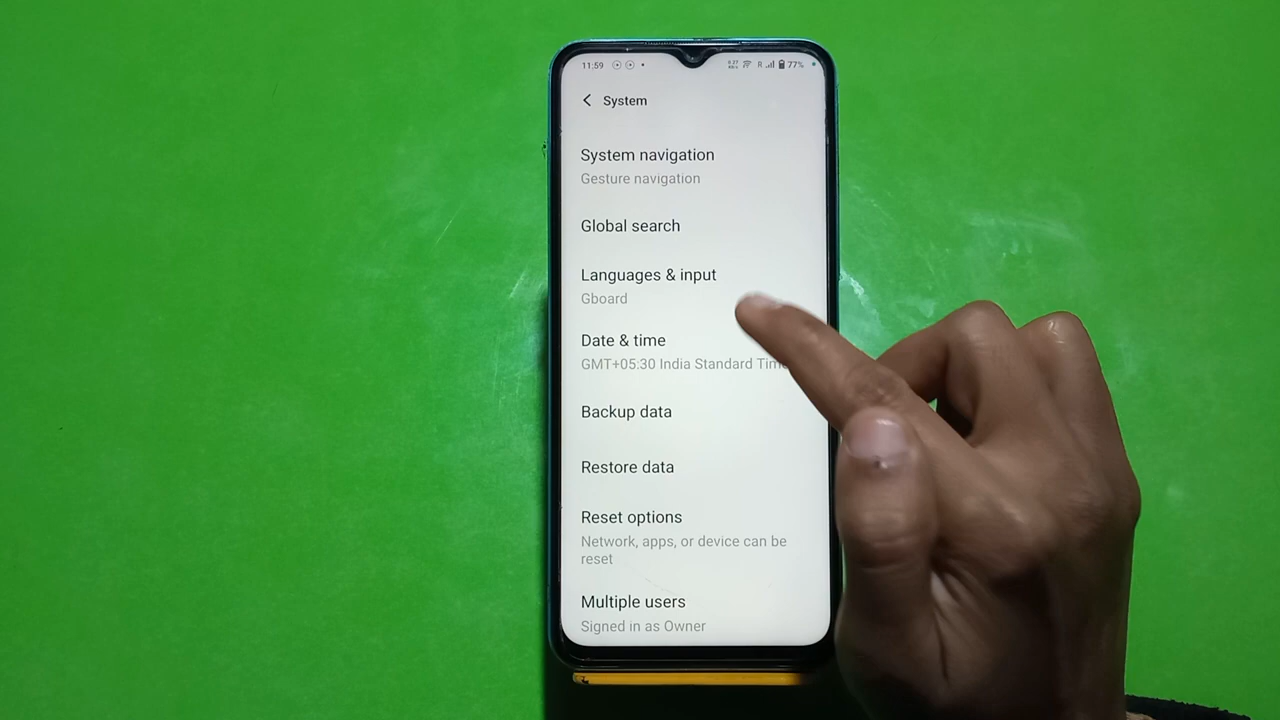 11:59 R 77%
System
System navigation
Gesture navigation
Global search
Languages & input
Gboard
Date & time
GMT+05:30 India Standard Time
Backup data
Restore data
Reset options
Network, apps, or device can be
reset
Multiple users
Signed in as Owner